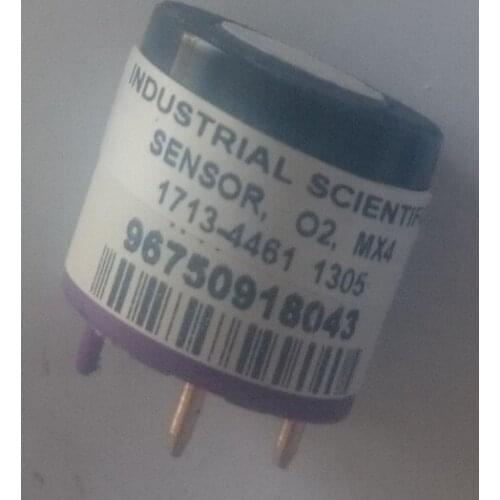 INDUSTRIAL SCIENTIF
SENSOR, O2, MX4
1713-4461 1305
96750918043